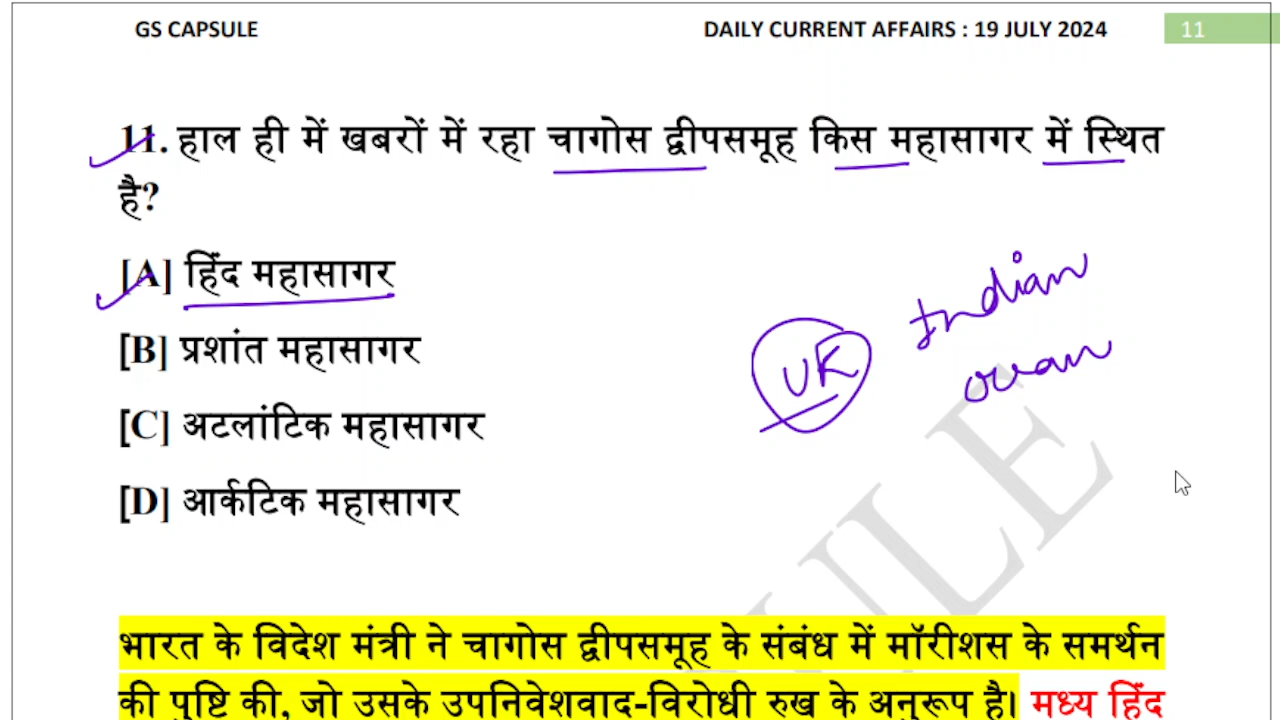 GS CAPSULE DAILY CURRENT AFFAIRS : 19 JULY 2024 11
11. हाल ही में खबरों में रहा चागोस द्वीपसमूह किस महासागर में स्थित
है?
[A] हिंद महासागर
[B] प्रशांत महासागर
[C] अटलांटिक महासागर
[D] आर्कटिक महासागर
Indian
ocean
UK
भारत के विदेश मंत्री ने चागोस द्वीपसमूह के संबंध में मॉरीशस के समर्थन
की पुष्टि की, जो उसके उपनिवेशवाद-विरोधी रुख के अनुरूप है। मध्य हिंद